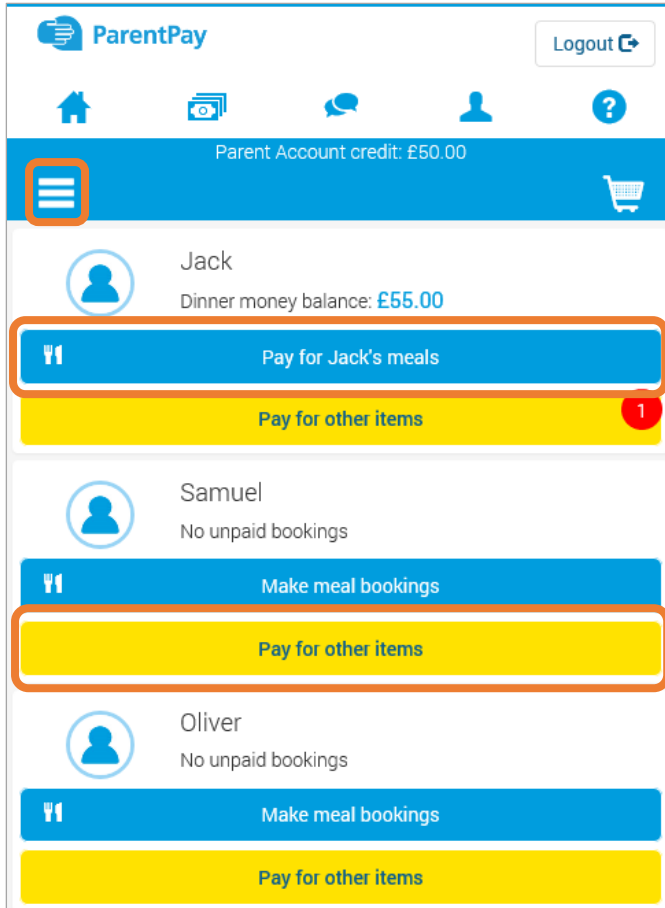 ParentPay
Logout
?
Parent Account credit: £50.00
Jack
Dinner money balance: £55.00
Pay for Jack's meals
1
Pay for other items
Samuel
No unpaid bookings
Make meal bookings
Pay for other items
Oliver
No unpaid bookings
Make meal bookings
Pay for other items